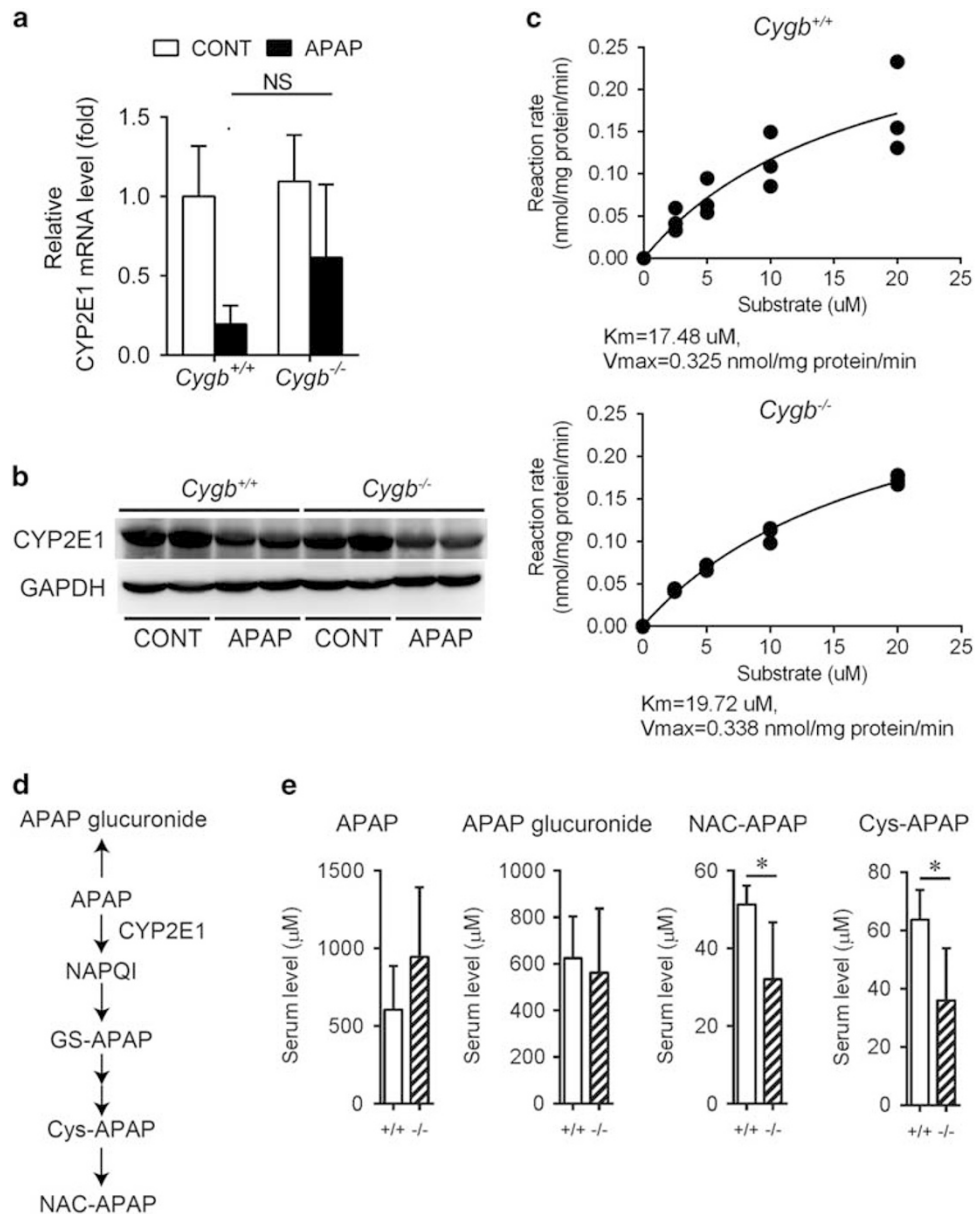 a
CONT APAP
NS
Relative
CYP2E1 mRNA level (fold)
1.5
1.0
0.5
0.0
Cygb+/+ Cygb-/-
b
Cygb+/+ Cygb-/-
CYP2E1
GAPDH
CONT APAP CONT APAP
c
Cygb+/+
Reaction rate
(nmol/mg protein/min)
0.25
0.20
0.15
0.10
0.05
0.00
0 5 10 15 20 25
Substrate (uM)
Km=17.48 uM,
Vmax=0.325 nmol/mg protein/min
Cygb-/-
Reaction rate
(nmol/mg protein/min)
0.25
0.20
0.15
0.10
0.05
0.00
0 5 10 15 20 25
Substrate (uM)
Km=19.72 uM,
Vmax=0.338 nmol/mg protein/min
d
APAP glucuronide
APAP
CYP2E1
NAPQI
GS-APAP
Cys-APAP
NAC-APAP
e
APAP
Serum level (μM)
1500
1000
500
0
+/+ -/-
APAP glucuronide
Serum level (μM)
1000
800
600
400
200
0
+/+ -/-
NAC-APAP
*
Serum level (μM)
60
40
20
0
+/+ -/-
Cys-APAP
*
Serum level (μM)
80
60
40
20
0
+/+ -/-